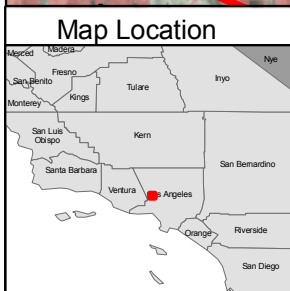 Map Location
Merced
Madera
Nye
Fresno
Inyo
San Benito
Tulare
Kings
Monterey
San Luis
Obispo
Kern
San Bernardino
Santa Barbara
Ventura
s Angeles
Orange
Riverside
San Diego